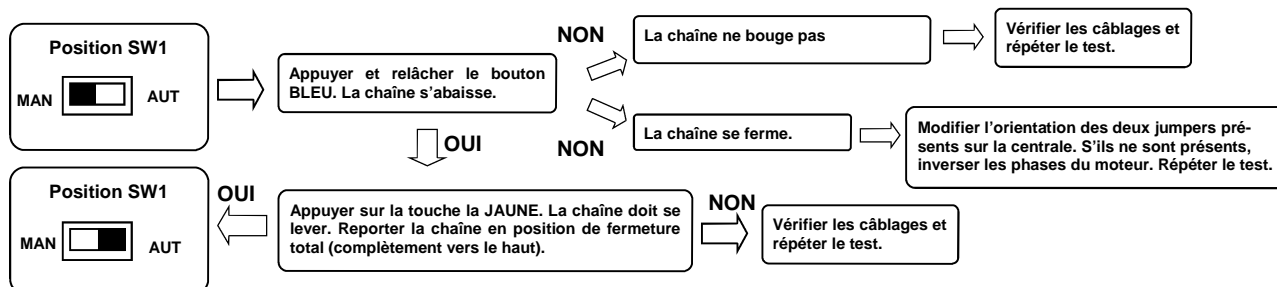 Position SW1
MAN
AUT
Appuyer et relâcher le bouton
BLEU. La chaîne s’abaisse.
NON
La chaîne ne bouge pas
Vérifier les câblages et
répéter le test.
NON
La chaîne se ferme.
Modifier l’orientation des deux jumpers pré-
sents sur la centrale. S’ils ne sont présents,
inverser les phases du moteur. Répéter le test.
OUI
Appuyer sur la touche la JAUNE. La chaîne doit se
lever. Reporter la chaîne en position de fermeture
total (complètement vers le haut).
NON
Vérifier les câblages et
répéter le test.
OUI
Position SW1
MAN
AUT